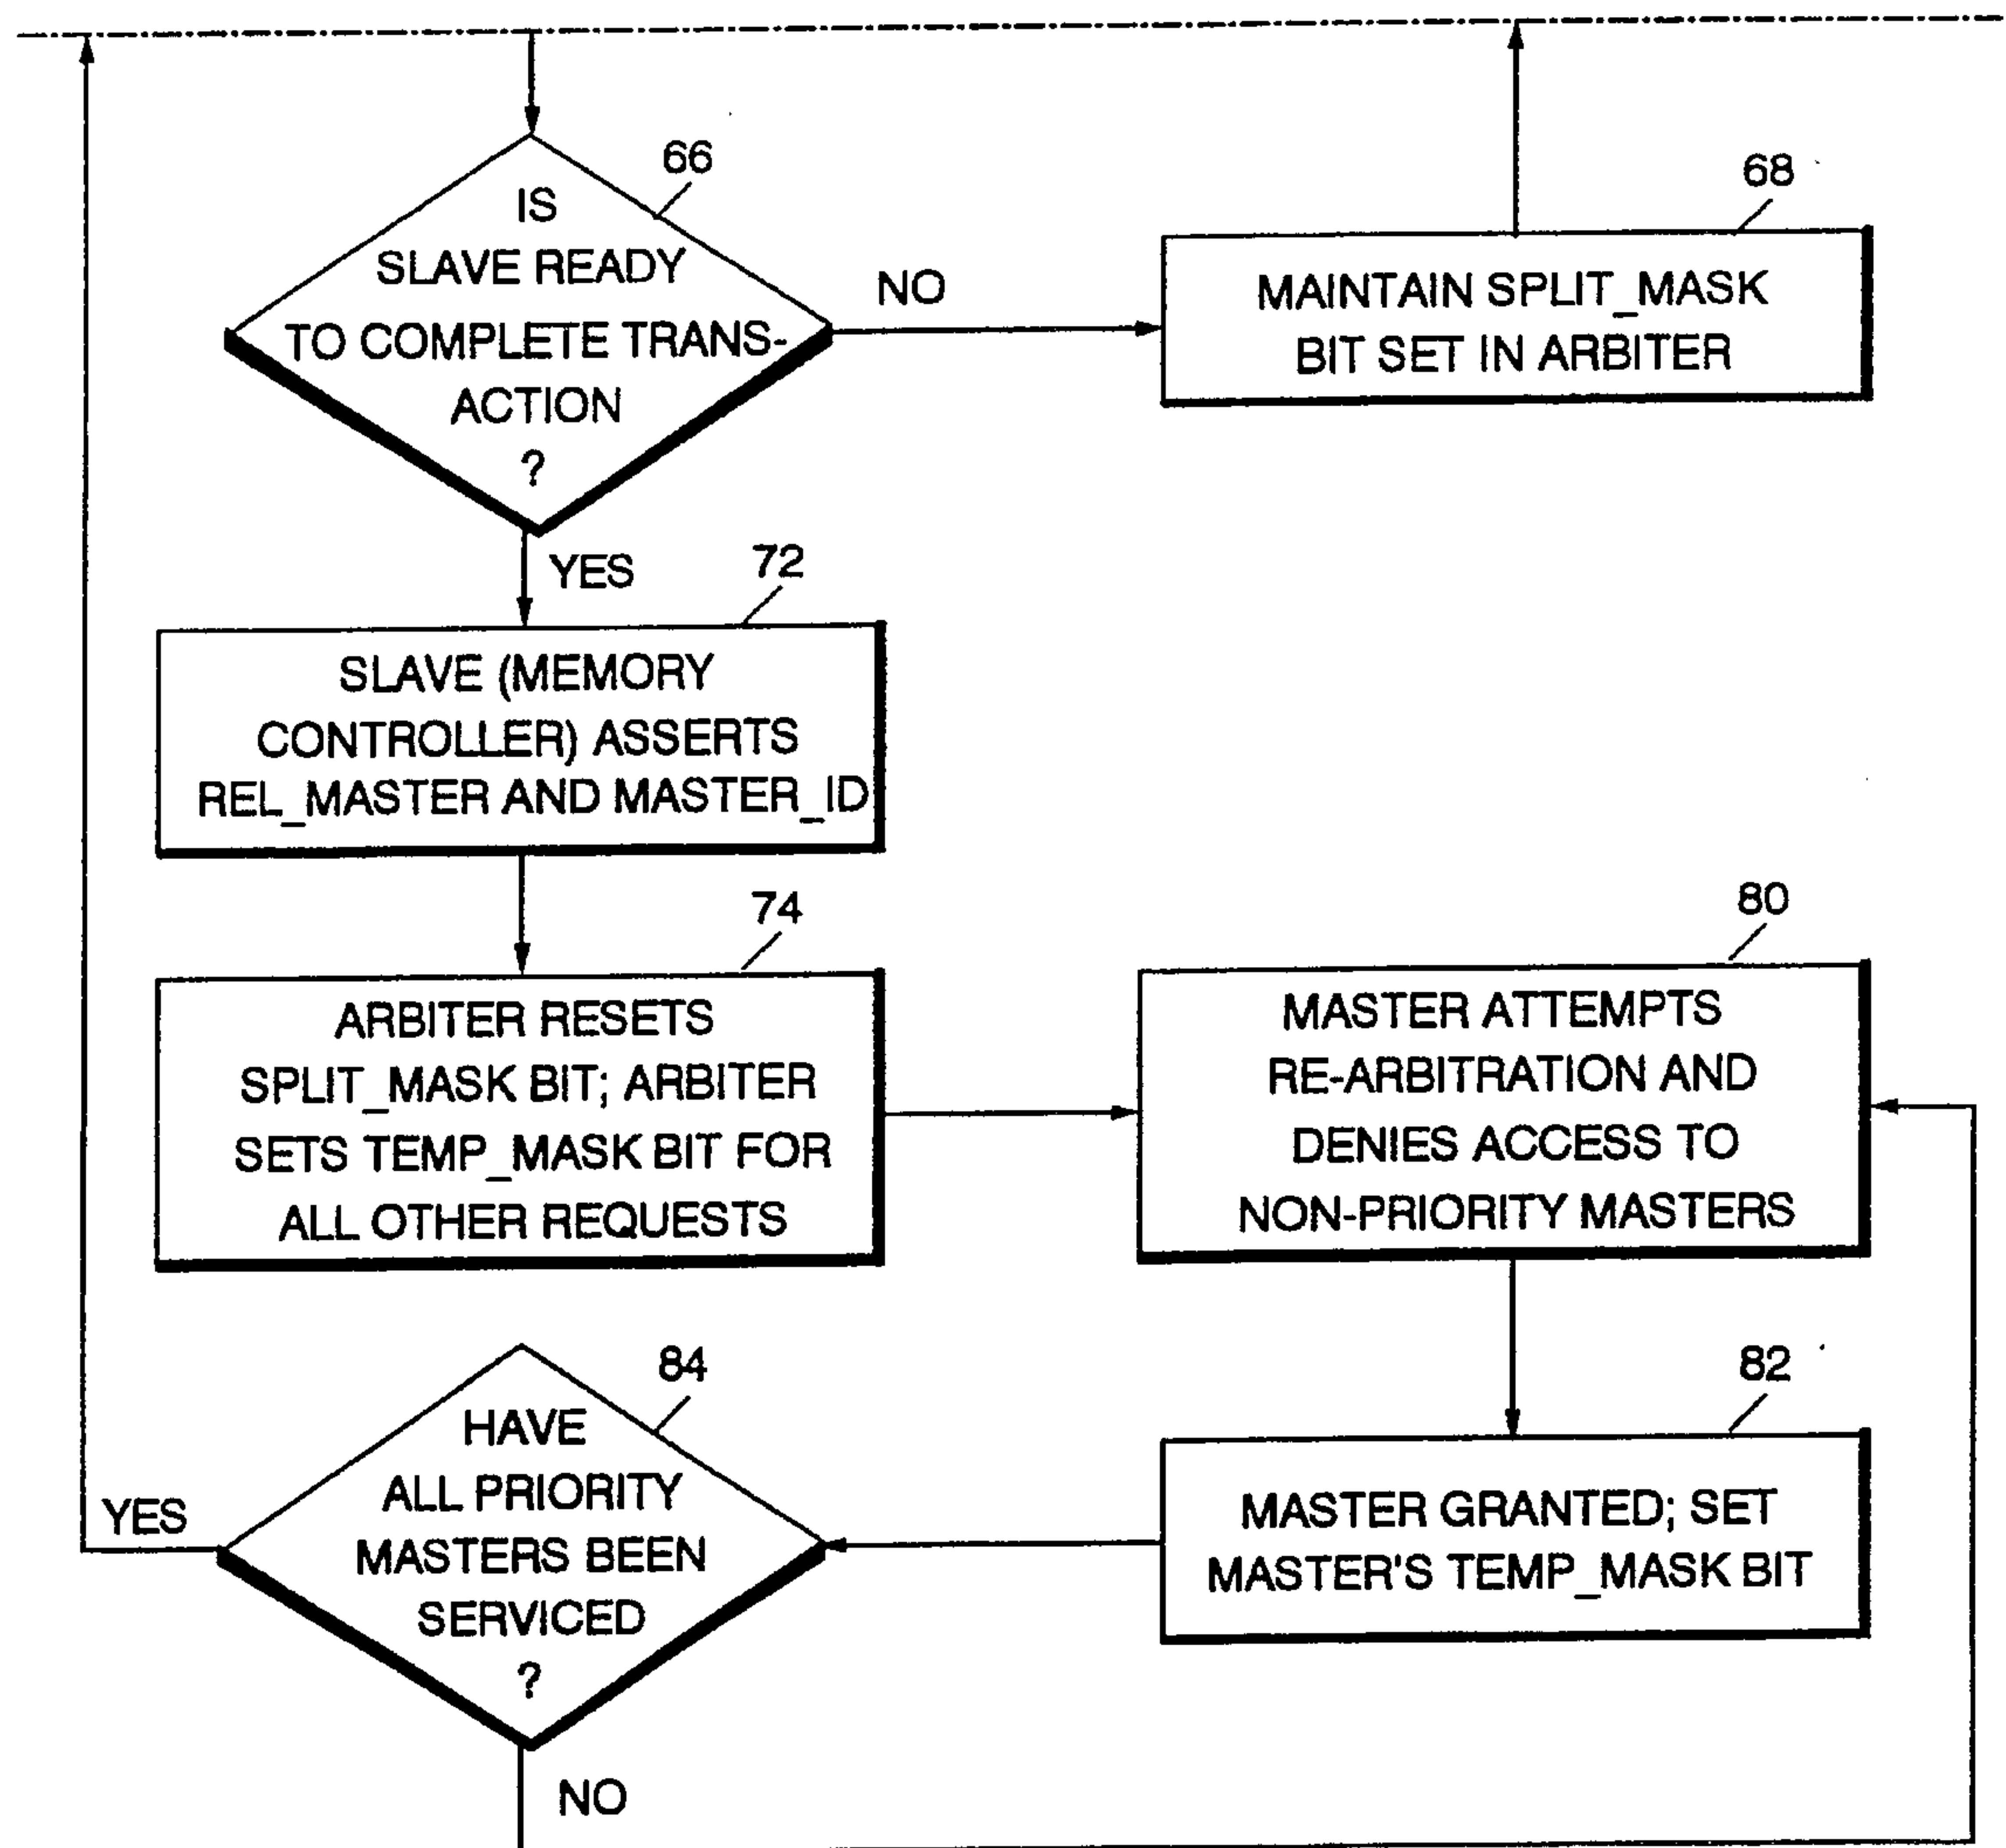 66
IS
SLAVE READY
TO COMPLETE TRANS-
ACTION
?
NO
68
MAINTAIN SPLIT_MASK
BIT SET IN ARBITER
YES
72
SLAVE (MEMORY
CONTROLLER) ASSERTS
REL_MASTER AND MASTER_ID
74
ARBITER RESETS
SPLIT_MASK BIT; ARBITER
SETS TEMP_MASK BIT FOR
ALL OTHER REQUESTS
80
MASTER ATTEMPTS
RE-ARBITRATION AND
DENIES ACCESS TO
NON-PRIORITY MASTERS
82
MASTER GRANTED; SET
MASTER'S TEMP_MASK BIT
84
HAVE
ALL PRIORITY
MASTERS BEEN
SERVICED
?
YES
NO